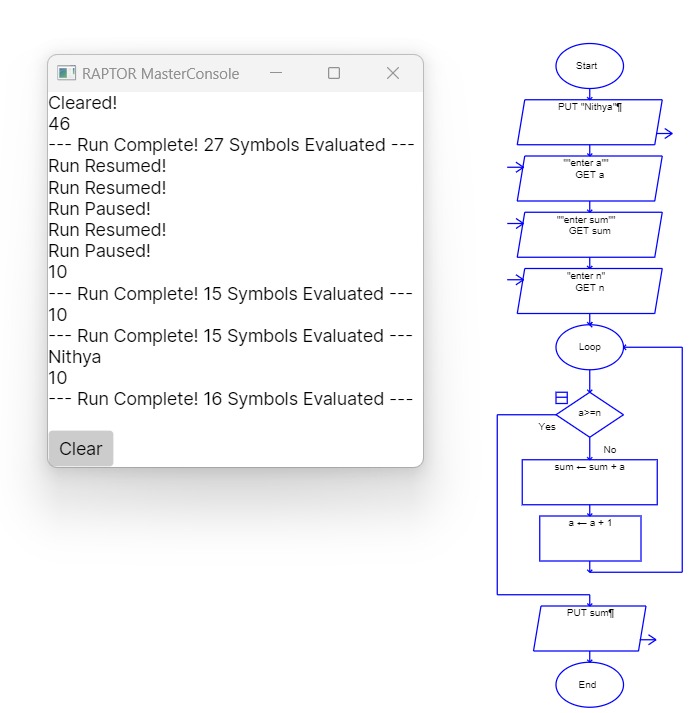 RAPTOR MasterConsole
Cleared!
46
--- Run Complete! 27 Symbols Evaluated ---
Run Resumed!
Run Resumed!
Run Paused!
Run Resumed!
Run Paused!
10
--- Run Complete! 15 Symbols Evaluated ---
10
--- Run Complete! 15 Symbols Evaluated ---
Nithya
10
--- Run Complete! 16 Symbols Evaluated ---
Clear
Start
PUT "Nithya"¶
""enter a""
GET a
""enter sum""
GET sum
"enter n"
GET n
Loop
a>=n
Yes
No
sum ← sum + a
a ← a + 1
PUT sum¶
End